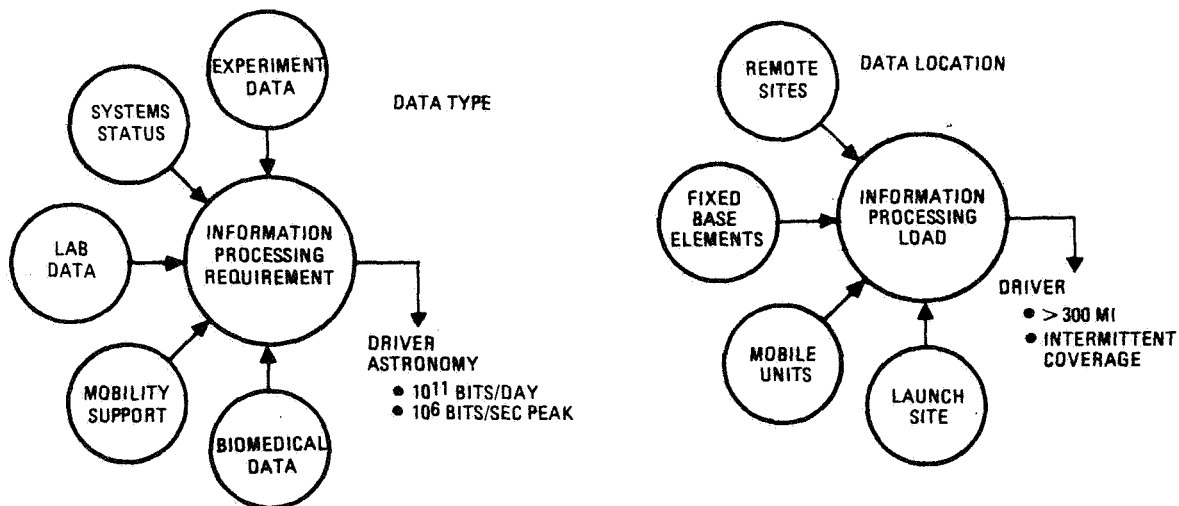 EXPERIMENT
DATA
DATA TYPE
SYSTEMS
STATUS
LAB
DATA
INFORMATION
PROCESSING
REQUIREMENT
MOBILITY
SUPPORT
BIOMEDICAL
DATA
DRIVER
ASTRONOMY
● 10¹¹ BITS/DAY
● 10⁶ BITS/SEC PEAK
REMOTE
SITES
DATA LOCATION
FIXED
BASE
ELEMENTS
INFORMATION
PROCESSING
LOAD
MOBILE
UNITS
LAUNCH
SITE
DRIVER
● > 300 MI
● INTERMITTENT
COVERAGE